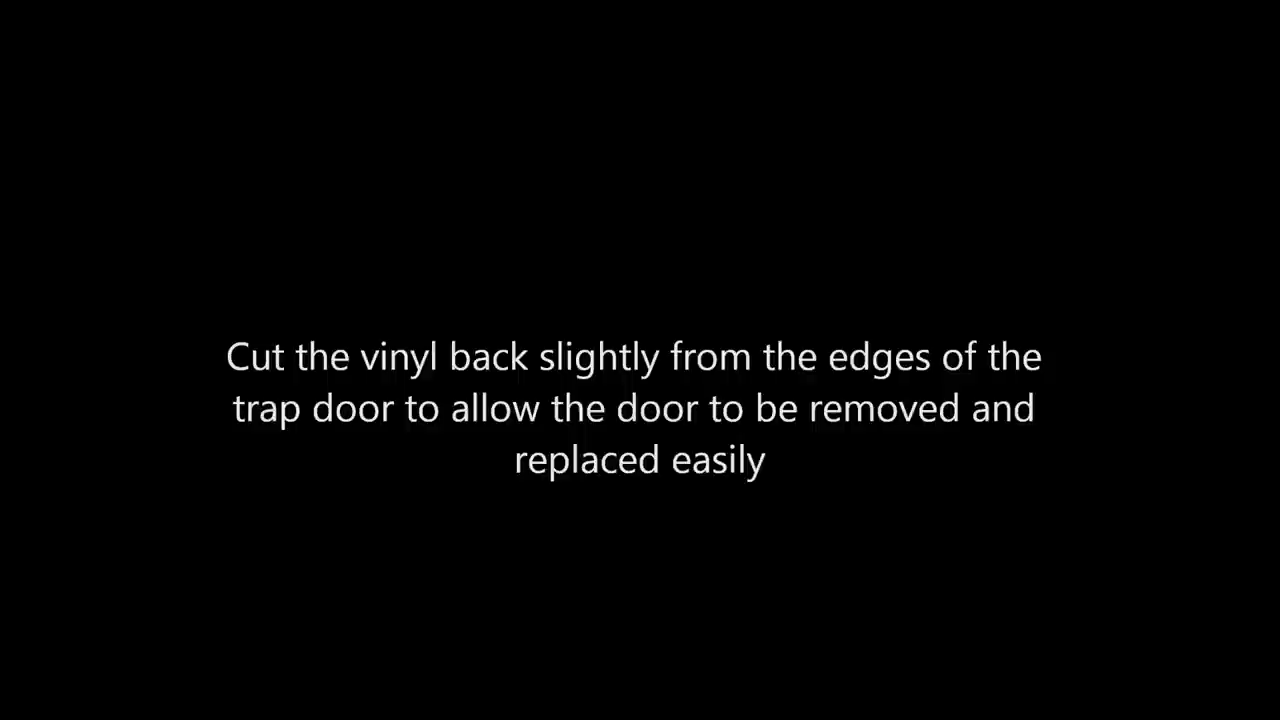 Cut the vinyl back slightly from the edges of the
trap door to allow the door to be removed and
replaced easily